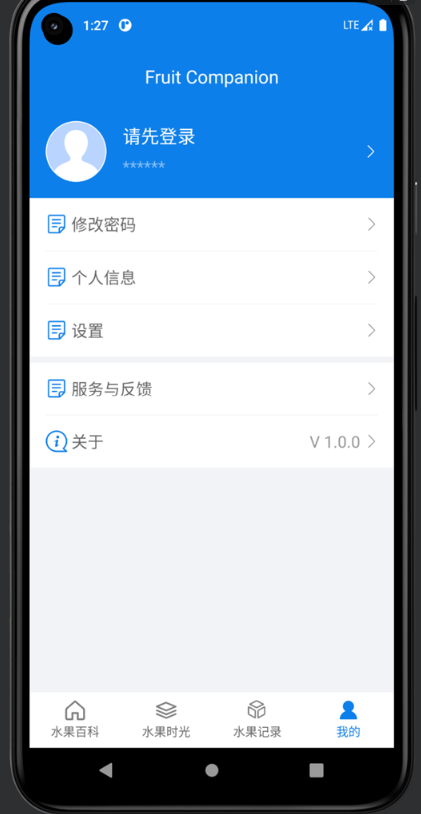 1:27
LTE
Fruit Companion
请先登录
******
修改密码
个人信息
设置
服务与反馈
关于
V 1.0.0
水果百科 水果时光 水果记录 我的